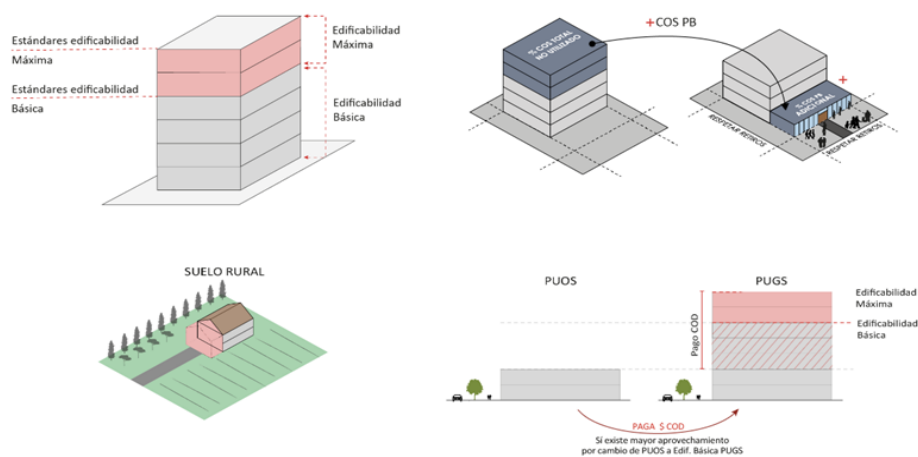 Estándares edificabilidad
Máxima
Estándares edificabilidad
Básica
Edificabilidad
Máxima
Edificabilidad
Básica
+COS PB
% COS TOTAL
NO UTILIZADO
+
% COS PB
ADICIONAL
RESPETAR RETIROS
RESPETAR RETIROS
SUELO RURAL
PUOS
PUGS
Edificabilidad
Máxima
Edificabilidad
Básica
Pago COD
PAGA $ COD
Sí existe mayor aprovechamiento
por cambio de PUOS a Edif. Básica PUGS